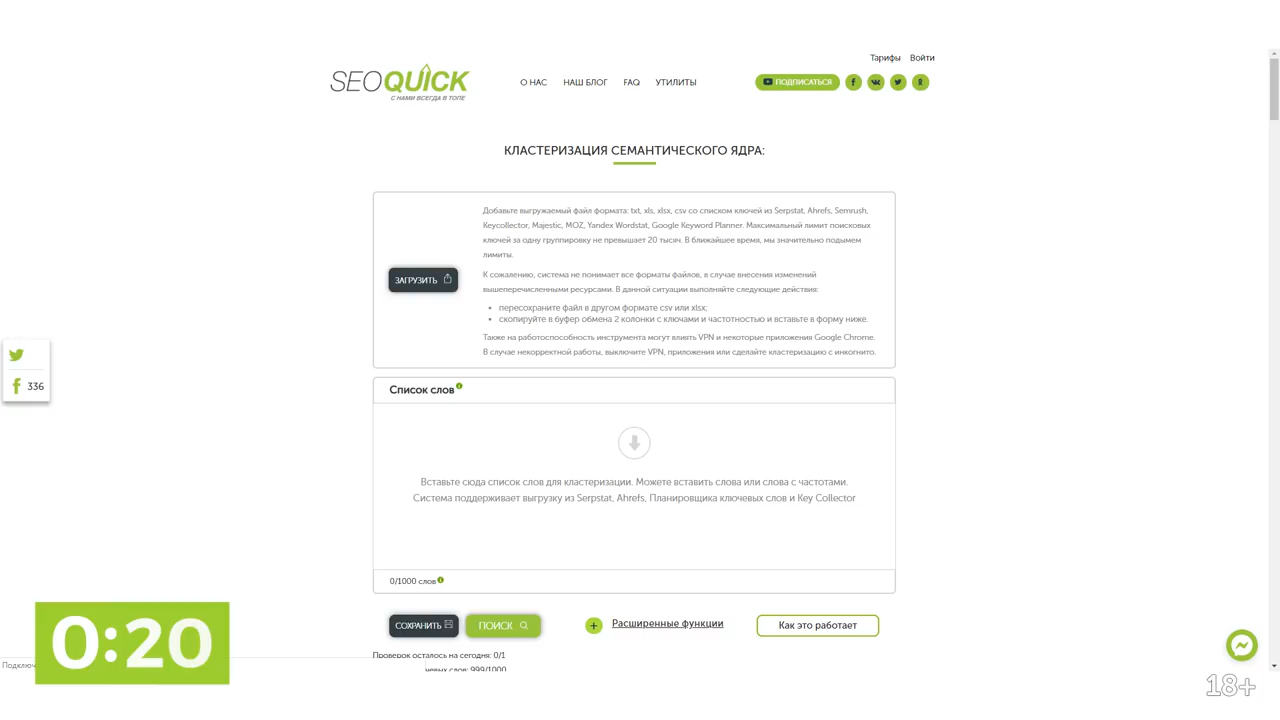 Тарифы Войти
SEOQUICK
С НАМИ ВСЕГДА В ТОПЕ
О НАС НАШ БЛОГ FAQ УТИЛИТЫ
ПОДПИСАТЬСЯ
КЛАСТЕРИЗАЦИЯ СЕМАНТИЧЕСКОГО ЯДРА:
ЗАГРУЗИТЬ
Добавьте выгружаемый файл формата: txt, xls, xlsx, csv со списком ключей из Serpstat, Ahrefs, Semrush,
Keycollector, Majestic, MOZ, Yandex Wordstat, Google Keyword Planner. Максимальный лимит поисковых
ключей за одну группировку не превышает 20 тысяч. В ближайшее время, мы значительно подымем
лимиты.
К сожалению, система не понимает все форматы файлов, в случае внесения изменений
вышеперечисленными ресурсами. В данной ситуации выполняйте следующие действия:
• пересохраните файл в другом формате csv или xlsx;
• скопируйте в буфер обмена 2 колонки с ключами и частотностью и вставьте в форму ниже.
Также на работоспособность инструмента могут влиять VPN и некоторые приложения Google Chrome.
В случае некорректной работы, выключите VPN, приложения или сделайте кластеризацию с инкогнито.
336
Список слов
Вставьте сюда список слов для кластеризации. Можете вставить слова или слова с частотами.
Система поддерживает выгрузку из Serpstat, Ahrefs, Планировщика ключевых слов и Key Collector
0/1000 слов
СОХРАНИТЬ ПОИСК + Расширенные функции Как это работает
Проверок осталось на сегодня: 0/1
999/1000
0:20
18+